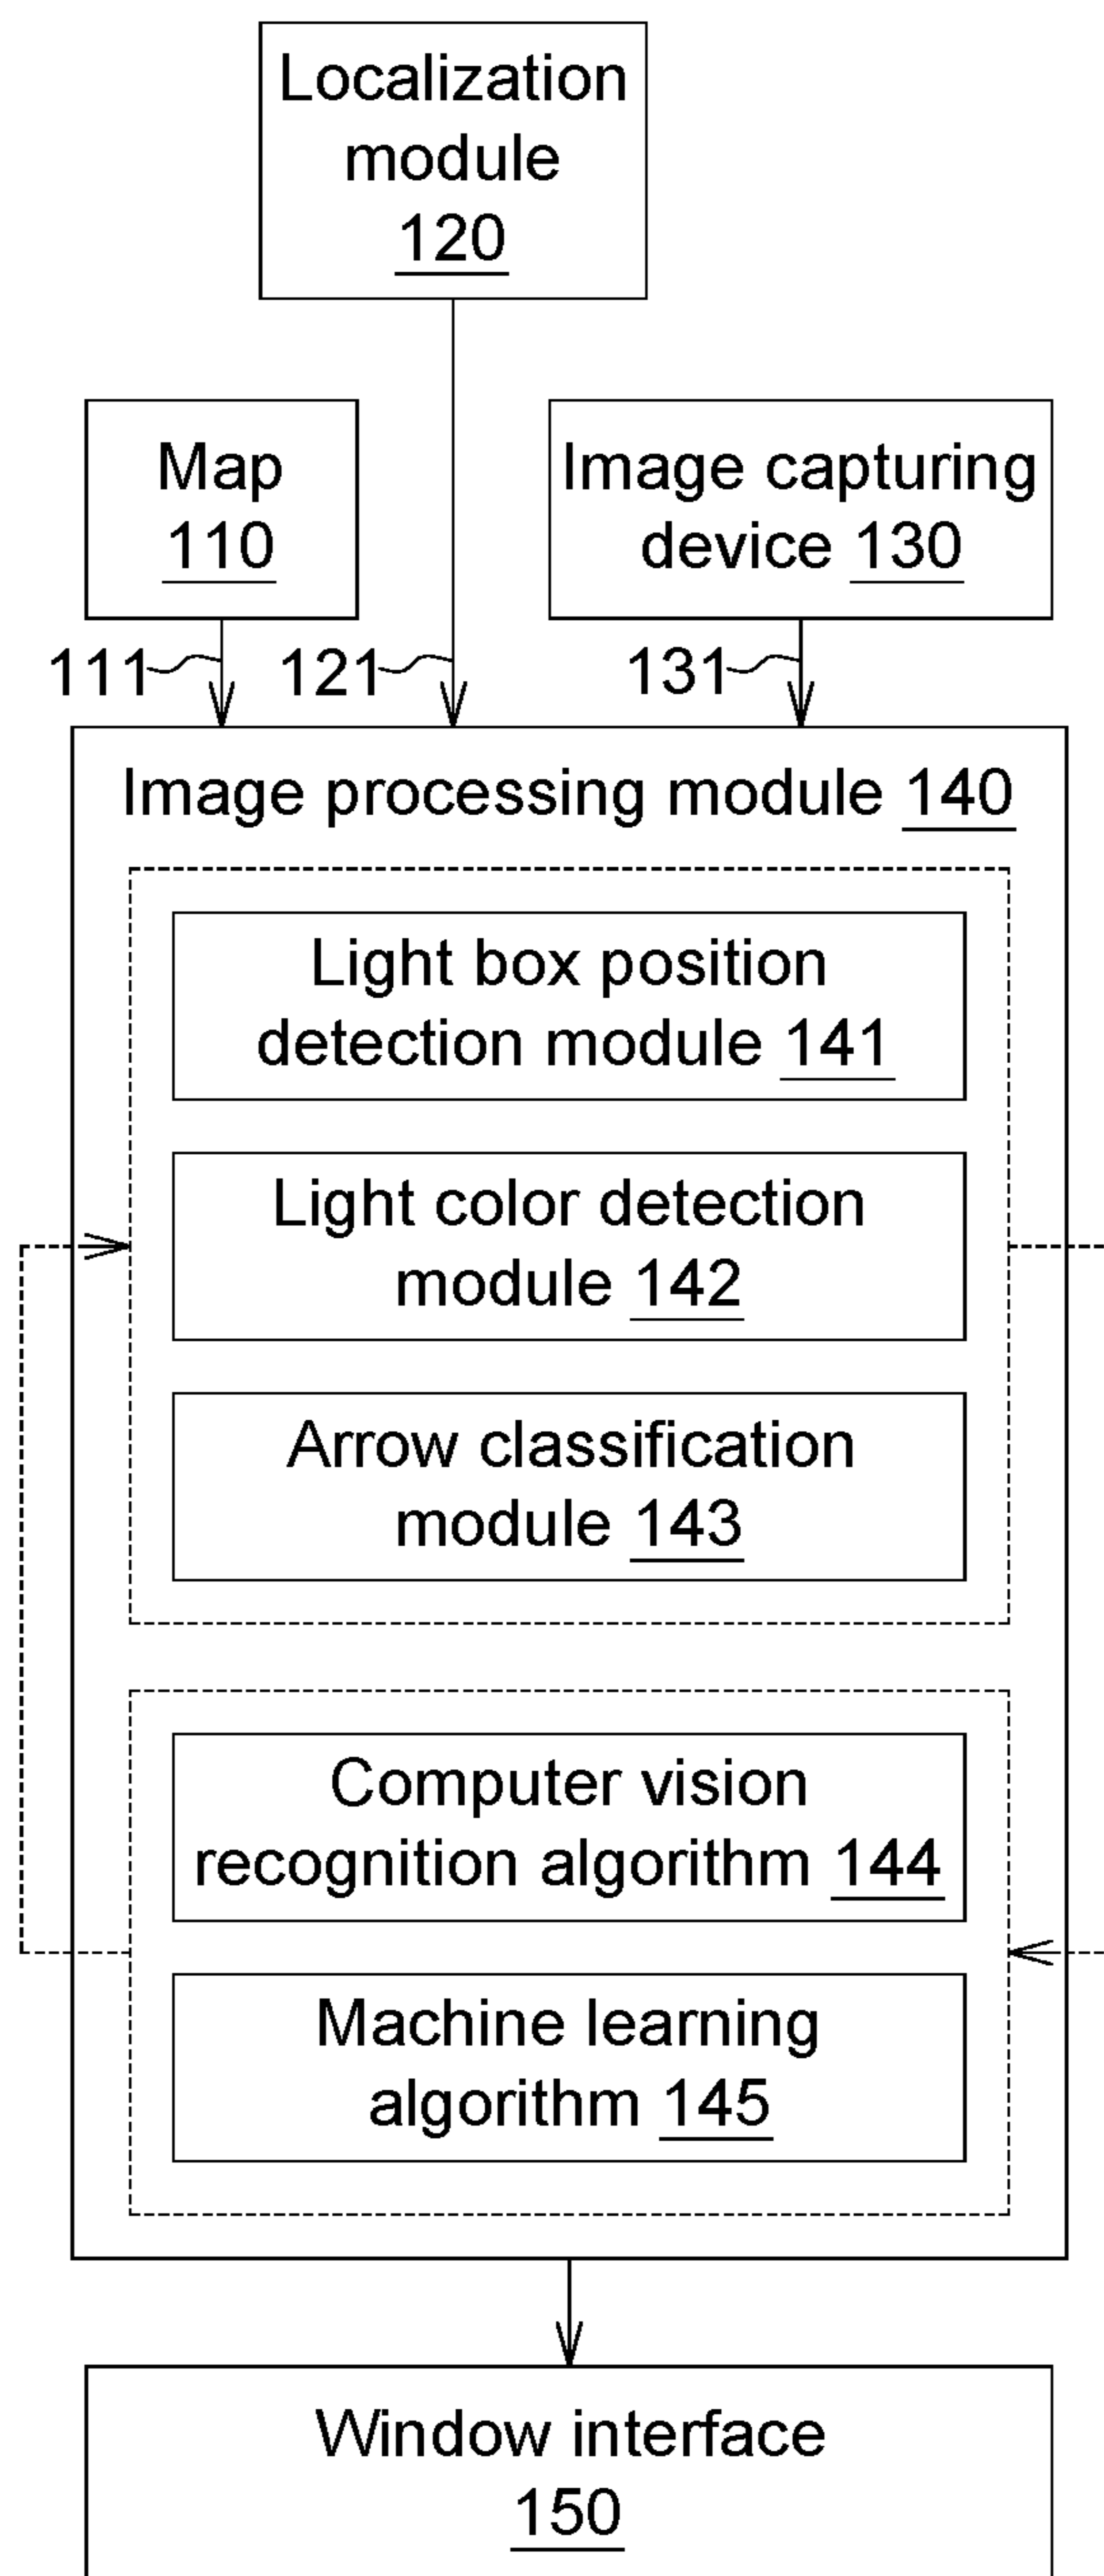 Localization
module
120
Map
110
Image capturing
device 130
111
121
131
Image processing module 140
Light box position
detection module 141
Light color detection
module 142
Arrow classification
module 143
Computer vision
recognition algorithm 144
Machine learning
algorithm 145
Window interface
150